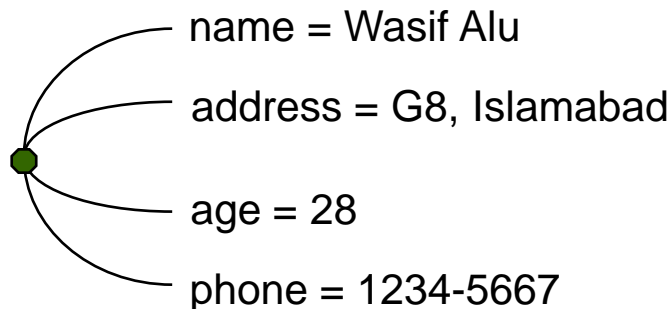 name = Wasif Alu
address = G8, Islamabad
age = 28
phone = 1234-5667